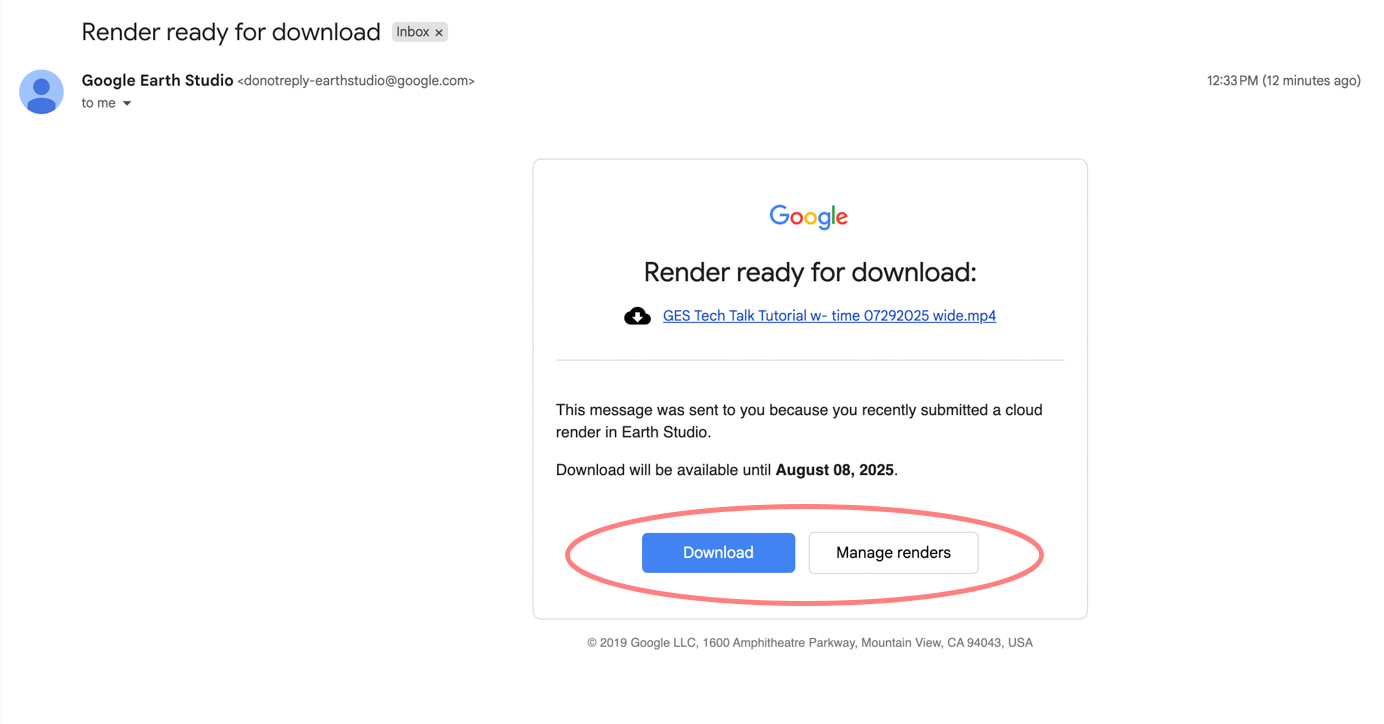 Render ready for download Inbox ×
Google Earth Studio <donotreply-earthstudio@google.com> 12:33 PM (12 minutes ago)
to me
Google
Render ready for download:
GES Tech Talk Tutorial w- time 07292025 wide.mp4
This message was sent to you because you recently submitted a cloud
render in Earth Studio.
Download will be available until August 08, 2025.
Download Manage renders
© 2019 Google LLC, 1600 Amphitheatre Parkway, Mountain View, CA 94043, USA